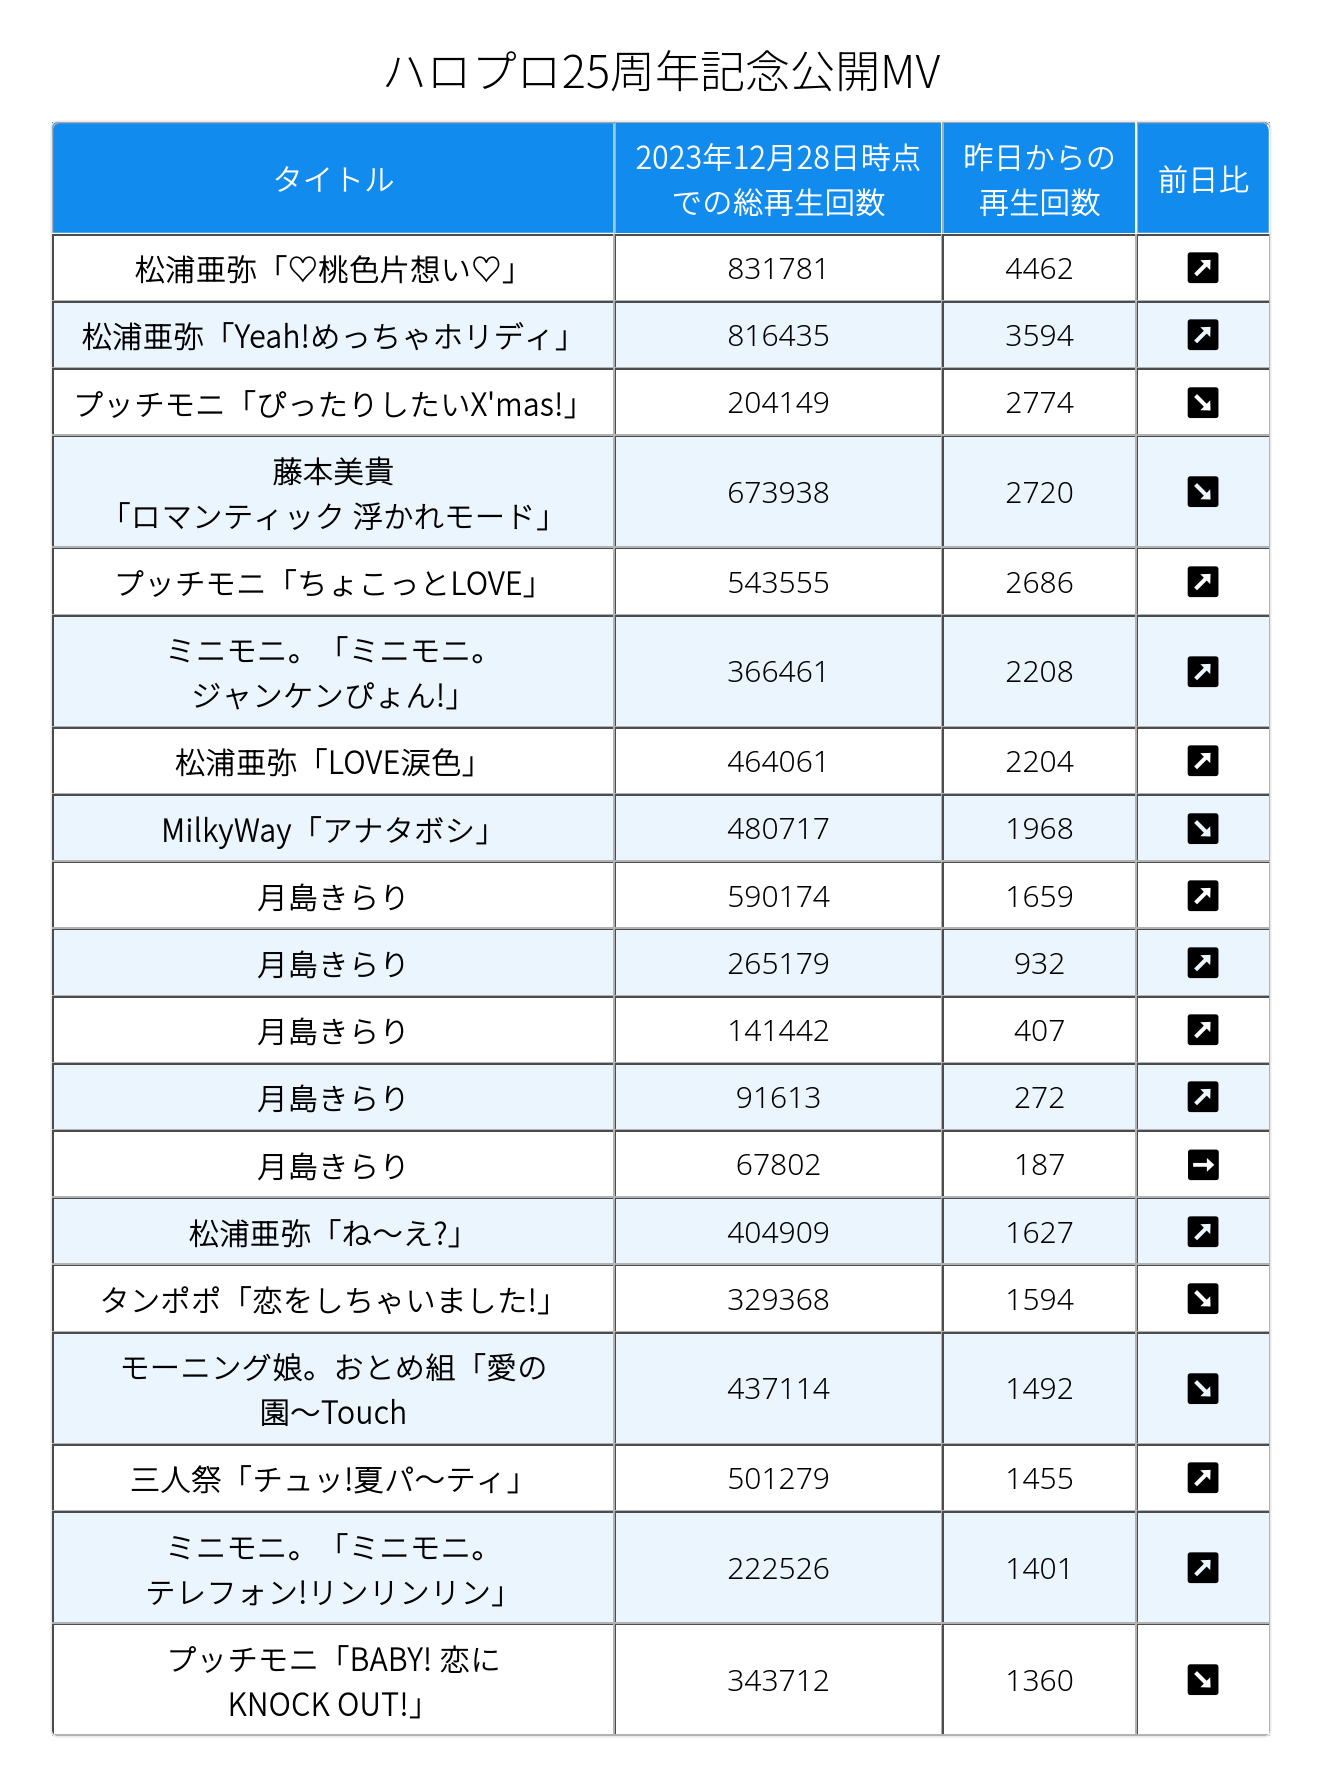 ハロプロ25周年記念公開MV
タイトル
2023年12月28日時点
での総再生回数
昨日からの
再生回数
前日比
松浦亜弥「♡桃色片想い♡」 831781 4462 ↗
松浦亜弥「Yeah!めっちゃホリディ」 816435 3594 ↗
プッチモニ「ぴったりしたいX'mas!」 204149 2774 ↘
藤本美貴
「ロマンティック 浮かれモード」 673938 2720 ↘
プッチモニ「ちょこっとLOVE」 543555 2686 ↗
ミニモニ。「ミニモニ。
ジャンケンぴょん!」 366461 2208 ↗
松浦亜弥「LOVE涙色」 464061 2204 ↗
MilkyWay「アナタボシ」 480717 1968 ↘
月島きらり 590174 1659 ↗
月島きらり 265179 932 ↗
月島きらり 141442 407 ↗
月島きらり 91613 272 ↗
月島きらり 67802 187 →
松浦亜弥「ね〜え?」 404909 1627 ↗
タンポポ「恋をしちゃいました!」 329368 1594 ↘
モーニング娘。おとめ組「愛の
園〜Touch 437114 1492 ↘
三人祭「チュッ!夏パ〜ティ」 501279 1455 ↗
ミニモニ。「ミニモニ。
テレフォン!リンリンリン」 222526 1401 ↗
プッチモニ「BABY! 恋に
KNOCK OUT!」 343712 1360 ↘